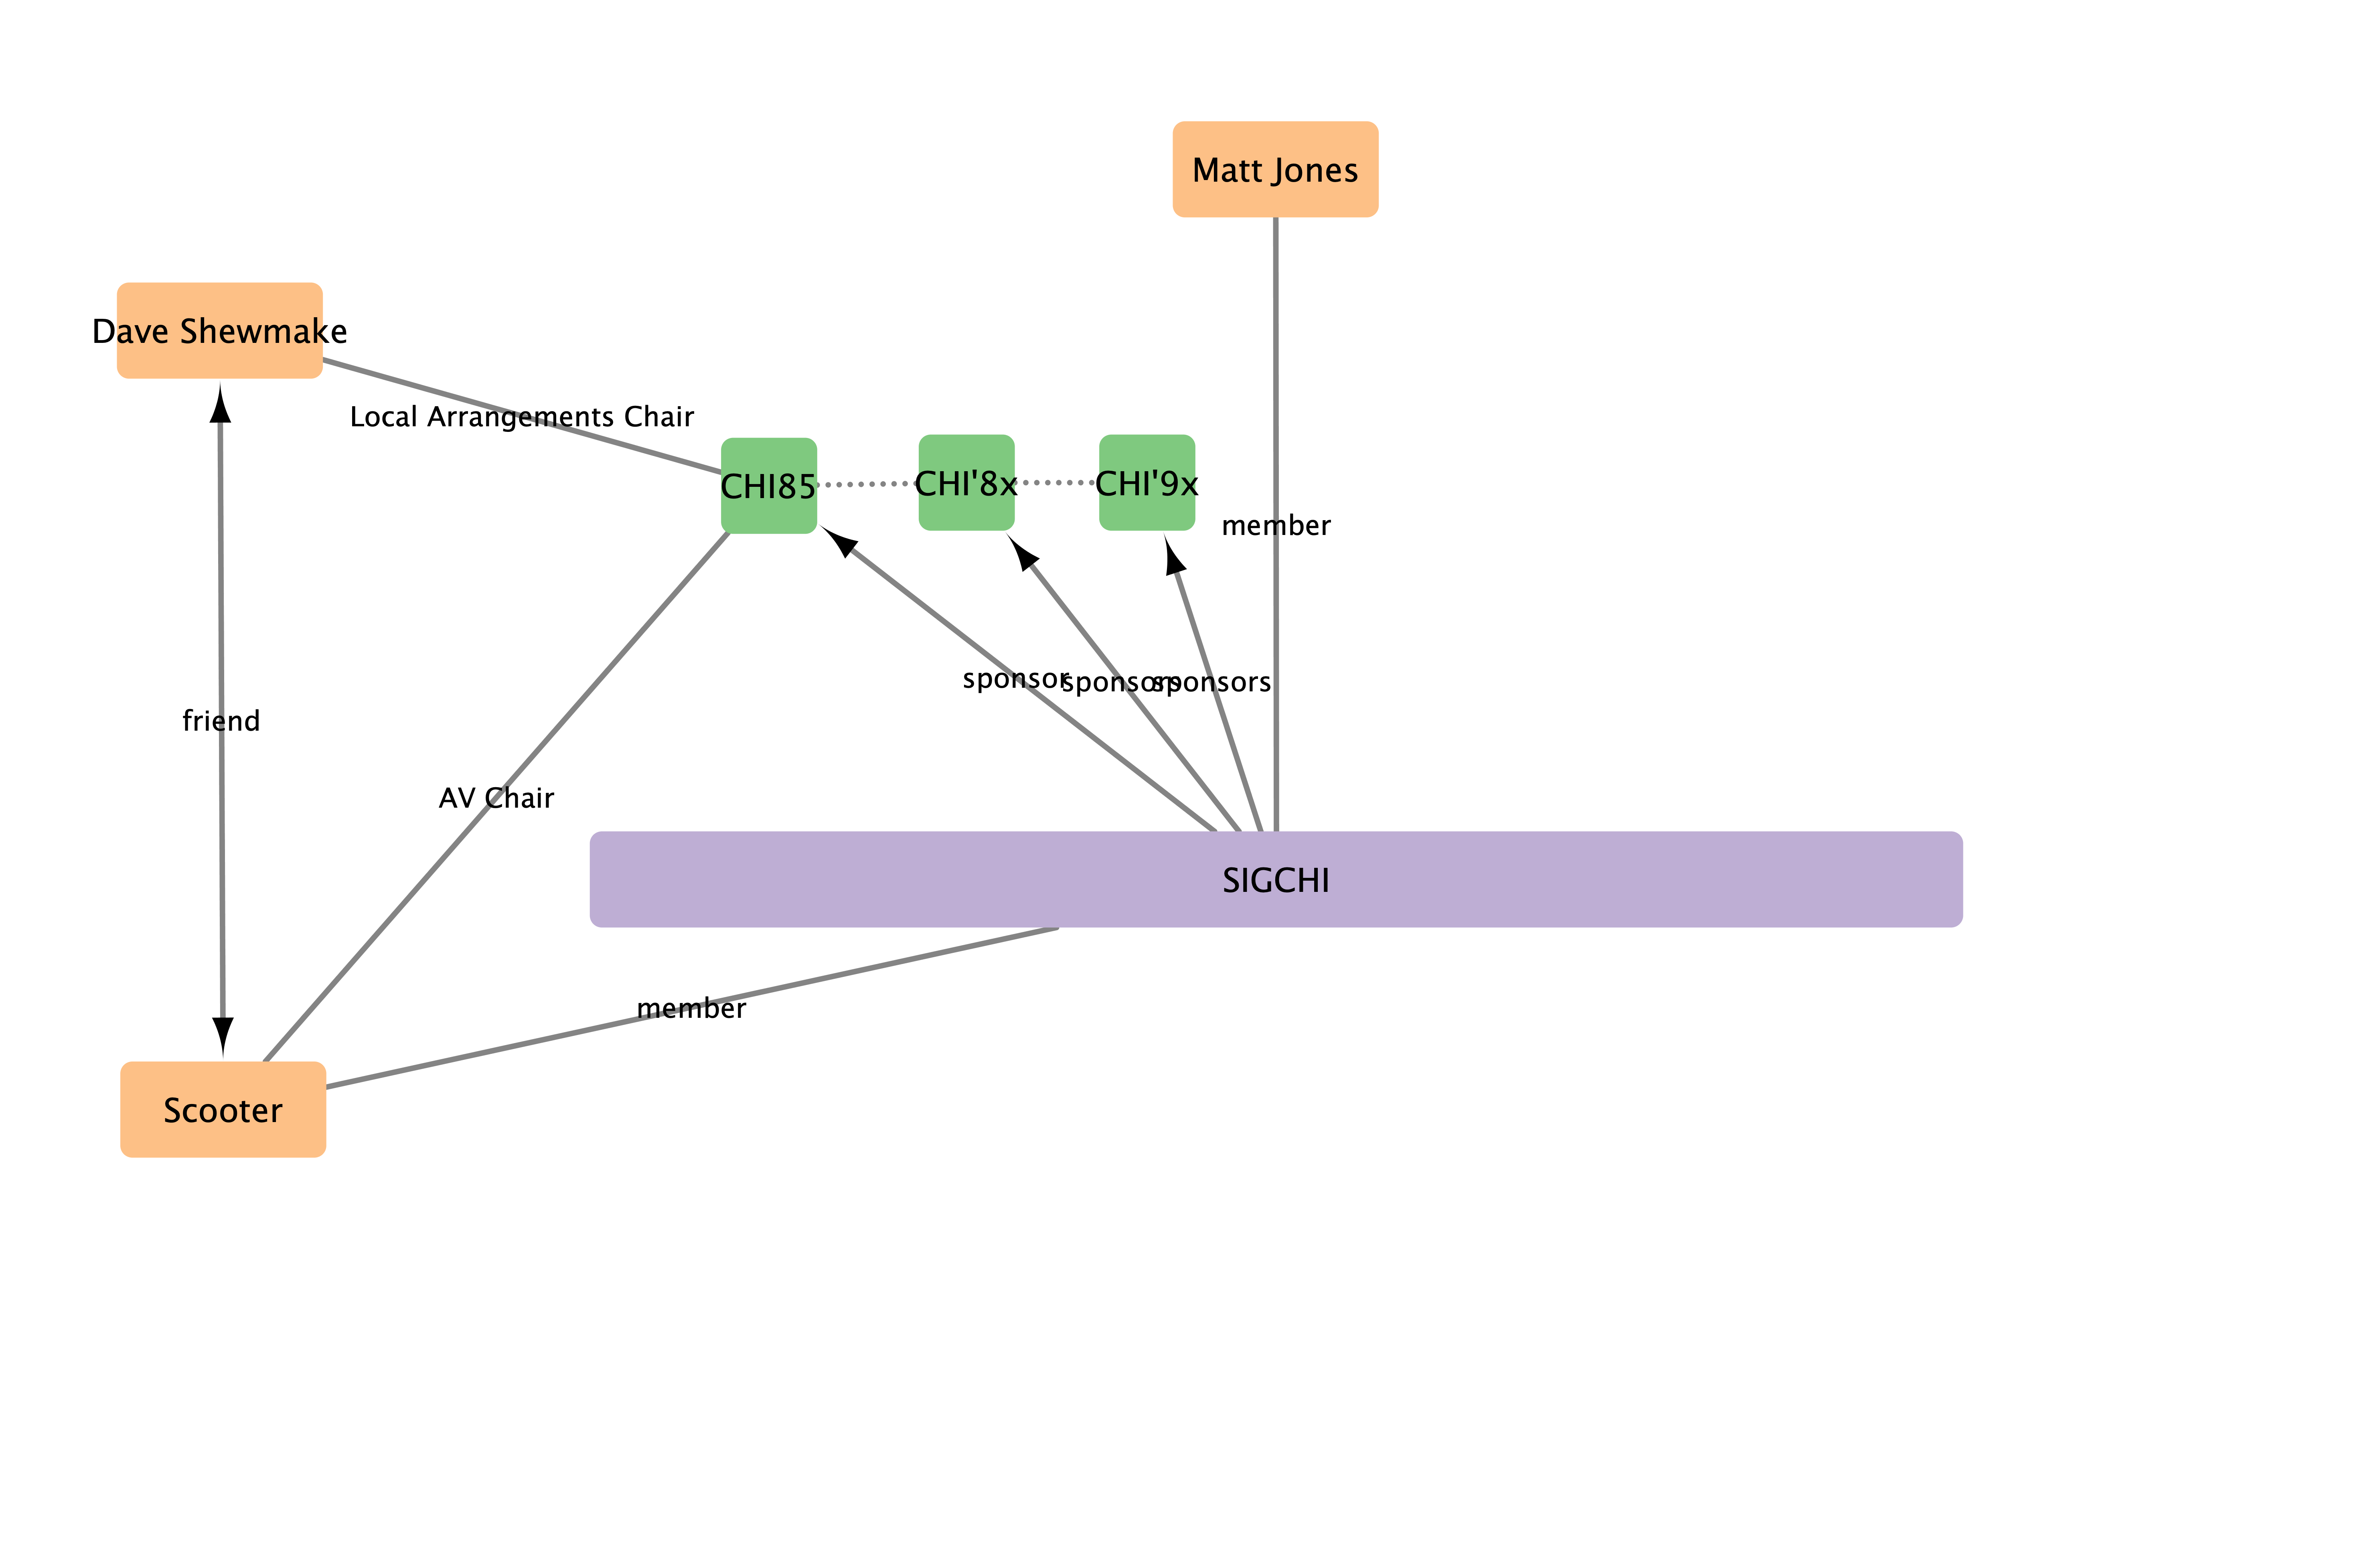 Matt Jones
Dave Shewmake
Local Arrangements Chair
CHI85
CHI'8x
CHI'9x
member
sponsor
sponsors
sponsors
friend
AV Chair
SIGCHI
member
Scooter